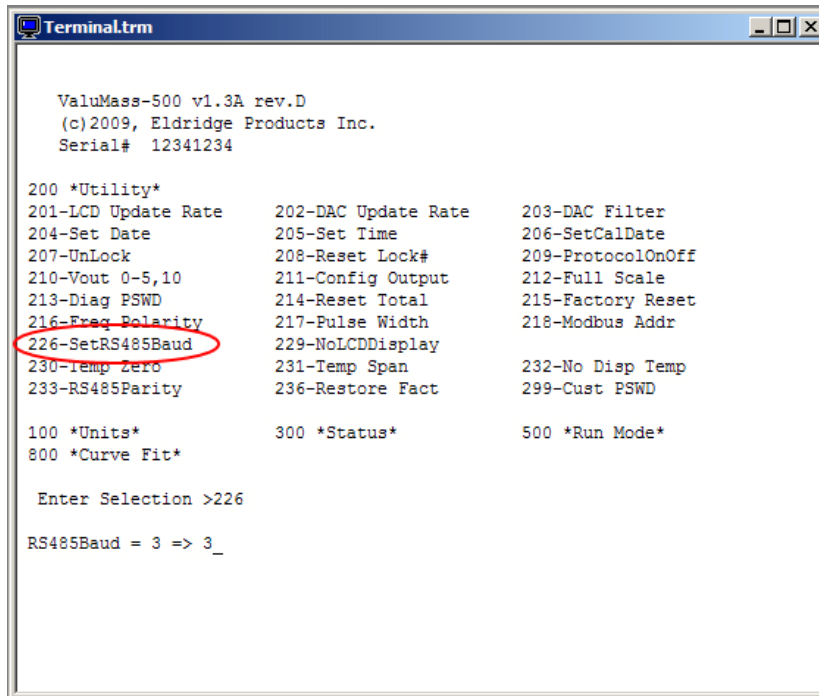 Terminal.trm
ValuMass-500 v1.3A rev.D
(c)2009, Eldridge Products Inc.
Serial# 12341234
200 *Utility*
201-LCD Update Rate 202-DAC Update Rate 203-DAC Filter
204-Set Date 205-Set Time 206-SetCalDate
207-UnLock 208-Reset Lock# 209-ProtocolOnOff
210-Vout 0-5,10 211-Config Output 212-Full Scale
213-Diag PSWD 214-Reset Total 215-Factory Reset
216-Freq Polarity 217-Pulse Width 218-Modbus Addr
226-SetRS485Baud 229-NoLCDDisplay
230-Temp Zero 231-Temp Span 232-No Disp Temp
233-RS485Parity 236-Restore Fact 299-Cust PSWD
100 *Units* 300 *Status* 500 *Run Mode*
800 *Curve Fit*
Enter Selection >226
RS485Baud = 3 => 3_